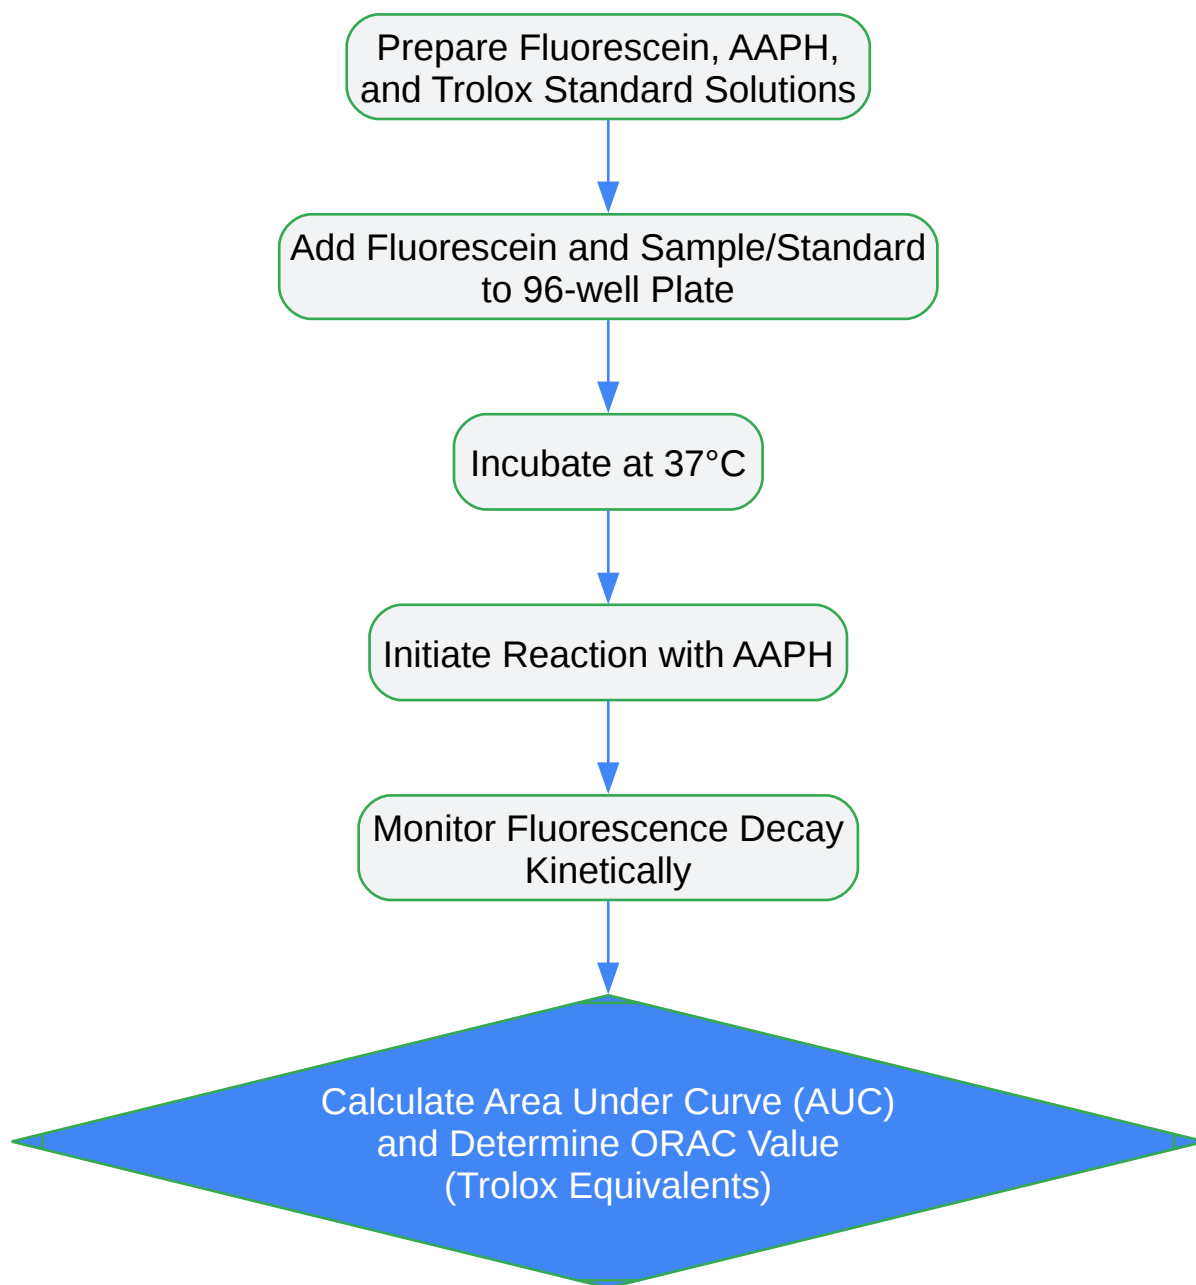 Prepare Fluorescein, AAPH,
and Trolox Standard Solutions
Add Fluorescein and Sample/Standard
to 96-well Plate
Incubate at 37°C
Initiate Reaction with AAPH
Monitor Fluorescence Decay
Kinetically
Calculate Area Under Curve (AUC)
and Determine ORAC Value
(Trolox Equivalents)